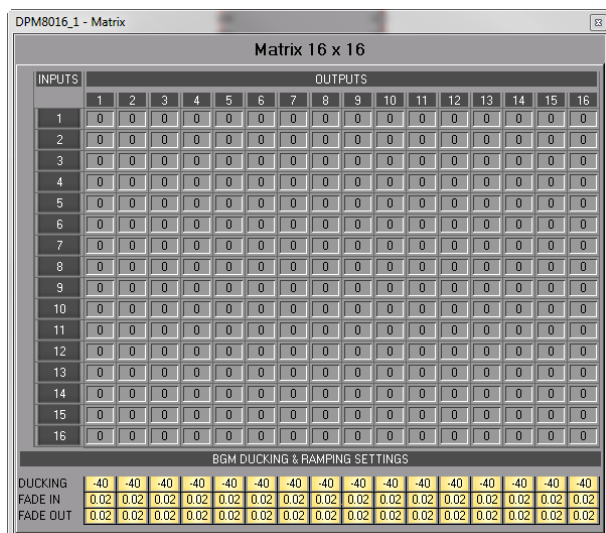 DPM8016_1 - Matrix
Matrix 16 x 16
INPUTS OUTPUTS
1 2 3 4 5 6 7 8 9 10 11 12 13 14 15 16
1 0 0 0 0 0 0 0 0 0 0 0 0 0 0 0 0
2 0 0 0 0 0 0 0 0 0 0 0 0 0 0 0 0
3 0 0 0 0 0 0 0 0 0 0 0 0 0 0 0 0
4 0 0 0 0 0 0 0 0 0 0 0 0 0 0 0 0
5 0 0 0 0 0 0 0 0 0 0 0 0 0 0 0 0
6 0 0 0 0 0 0 0 0 0 0 0 0 0 0 0 0
7 0 0 0 0 0 0 0 0 0 0 0 0 0 0 0 0
8 0 0 0 0 0 0 0 0 0 0 0 0 0 0 0 0
9 0 0 0 0 0 0 0 0 0 0 0 0 0 0 0 0
10 0 0 0 0 0 0 0 0 0 0 0 0 0 0 0 0
11 0 0 0 0 0 0 0 0 0 0 0 0 0 0 0 0
12 0 0 0 0 0 0 0 0 0 0 0 0 0 0 0 0
13 0 0 0 0 0 0 0 0 0 0 0 0 0 0 0 0
14 0 0 0 0 0 0 0 0 0 0 0 0 0 0 0 0
15 0 0 0 0 0 0 0 0 0 0 0 0 0 0 0 0
16 0 0 0 0 0 0 0 0 0 0 0 0 0 0 0 0
BGM DUCKING & RAMPING SETTINGS
DUCKING -40 -40 -40 -40 -40 -40 -40 -40 -40 -40 -40 -40 -40 -40 -40 -40
FADE IN 0.02 0.02 0.02 0.02 0.02 0.02 0.02 0.02 0.02 0.02 0.02 0.02 0.02 0.02 0.02 0.02
FADE OUT 0.02 0.02 0.02 0.02 0.02 0.02 0.02 0.02 0.02 0.02 0.02 0.02 0.02 0.02 0.02 0.02